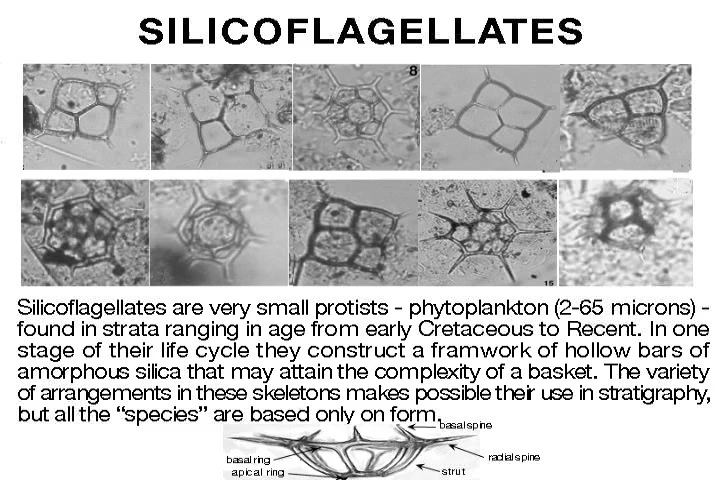 SILICOFLAGELLATES
8
15
Silicoflagellates are very small protists - phytoplankton (2-65 microns) -
found in strata ranging in age from early Cretaceous to Recent. In one
stage of their life cycle they construct a framwork of hollow bars of
amorphous silica that may attain the complexity of a basket. The variety
of arrangements in these skeletons makes possible their use in stratigraphy,
but all the “species” are based only on form.
basal spine
basal ring
radial spine
apical ring
strut